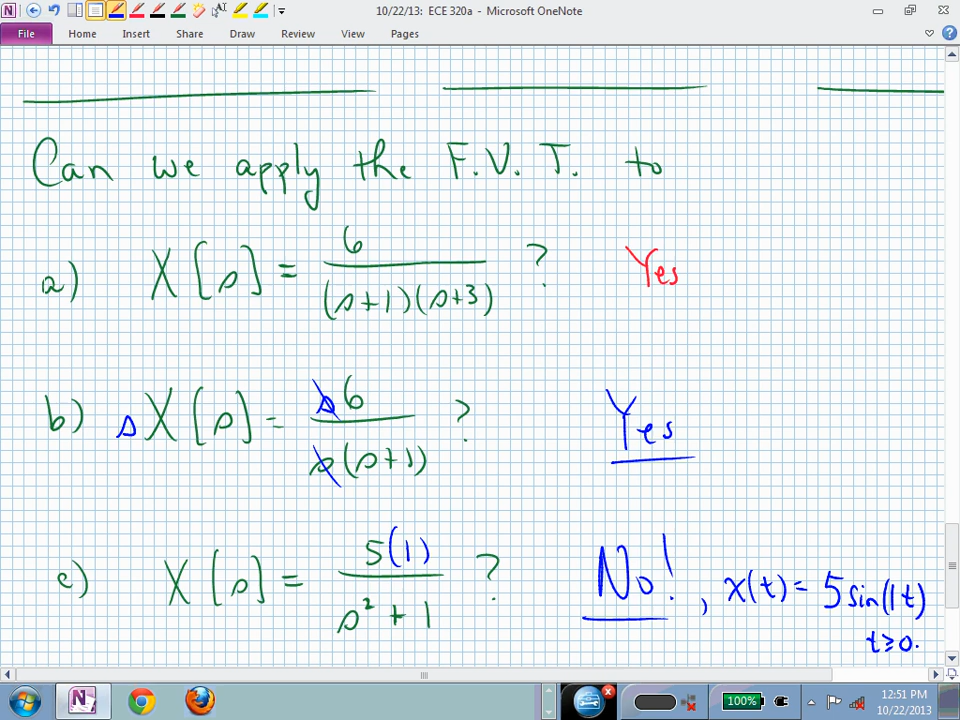 10/22/13: ECE 320a - Microsoft OneNote
File Home Insert Share Draw Review View Pages
Can we apply the F.V.T. to
a) X[s] = 6 / (s+1)(s+3) ? Yes
b) sX[s] = s6 / s(s+1) ? Yes
c) X[s] = 5(1) / s² + 1 ? No! , x(t) = 5 sin(1t)
t ≥ 0.
100%
12:51 PM
10/22/2013